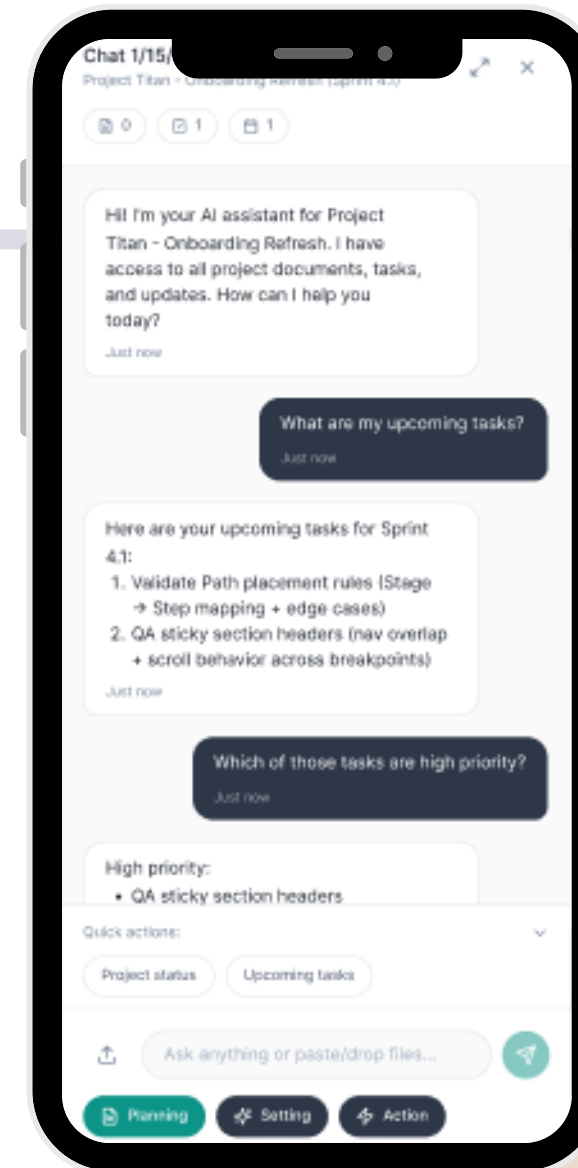 Chat 1/15/
Project Titan - Onboarding Refresh (Sprint 4.1)
0 1 1
Hi! I'm your AI assistant for Project
Titan - Onboarding Refresh. I have
access to all project documents, tasks,
and updates. How can I help you
today?
Just now
What are my upcoming tasks?
Just now
Here are your upcoming tasks for Sprint
4.1:
1. Validate Path placement rules (Stage
→ Step mapping + edge cases)
2. QA sticky section headers (nav overlap
+ scroll behavior across breakpoints)
Just now
Which of those tasks are high priority?
Just now
High priority:
• QA sticky section headers
Quick actions:
Project status Upcoming tasks
Ask anything or paste/drop files...
Planning Setting Action